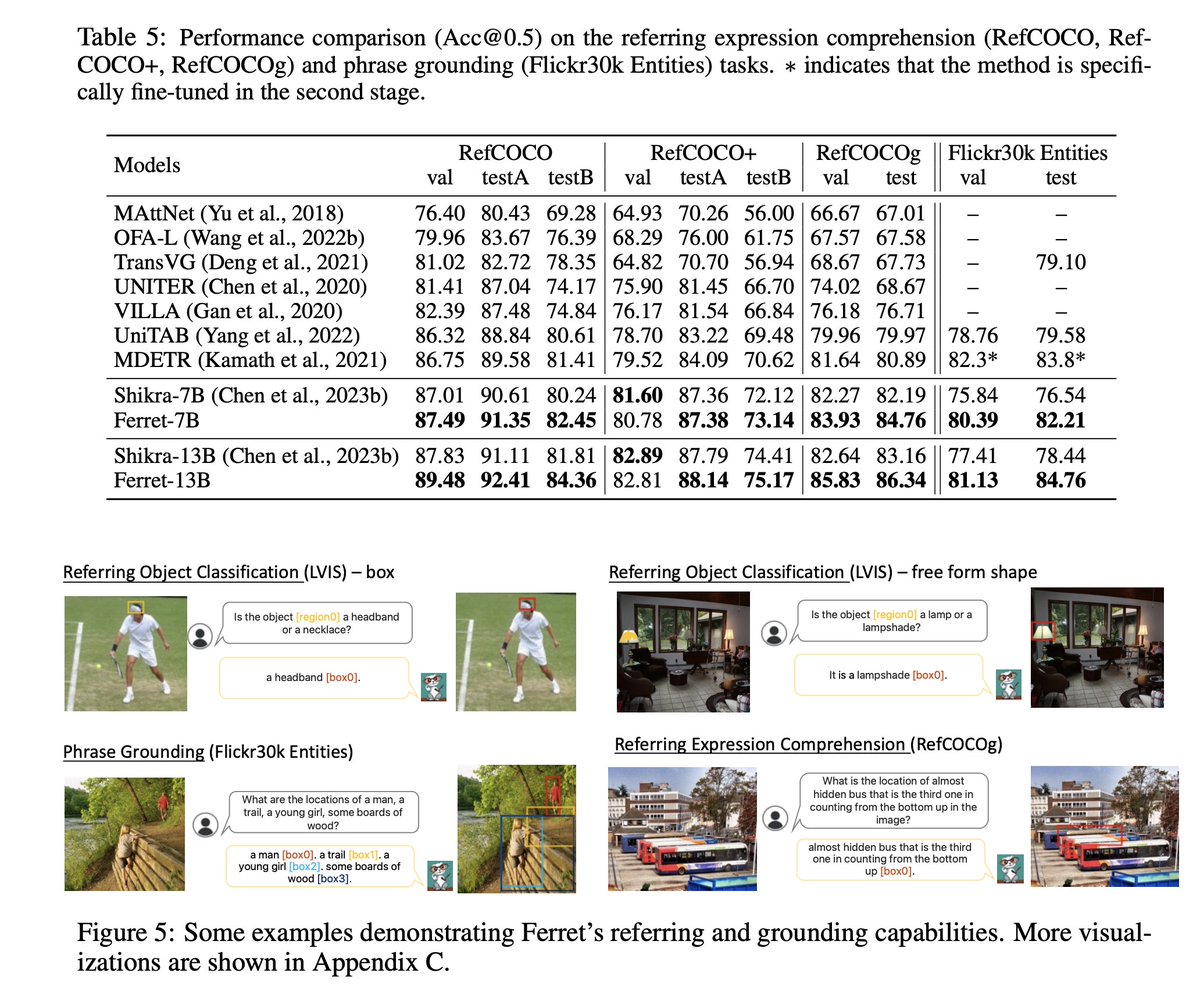 Table 5: Performance comparison (Acc@0.5) on the referring expression comprehension (RefCOCO, Ref-
COCO+, RefCOCOg) and phrase grounding (Flickr30k Entities) tasks. * indicates that the method is specifi-
cally fine-tuned in the second stage.
Models RefCOCO RefCOCO+ RefCOCOg Flickr30k Entities
val testA testB val testA testB val test val test
MAttNet (Yu et al., 2018) 76.40 80.43 69.28 64.93 70.26 56.00 66.67 67.01 – –
OFA-L (Wang et al., 2022b) 79.96 83.67 76.39 68.29 76.00 61.75 67.57 67.58 – –
TransVG (Deng et al., 2021) 81.02 82.72 78.35 64.82 70.70 56.94 68.67 67.73 – 79.10
UNITER (Chen et al., 2020) 81.41 87.04 74.17 75.90 81.45 66.70 74.02 68.67 – –
VILLA (Gan et al., 2020) 82.39 87.48 74.84 76.17 81.54 66.84 76.18 76.71 – –
UniTAB (Yang et al., 2022) 86.32 88.84 80.61 78.70 83.22 69.48 79.96 79.97 78.76 79.58
MDETR (Kamath et al., 2021) 86.75 89.58 81.41 79.52 84.09 70.62 81.64 80.89 82.3* 83.8*
Shikra-7B (Chen et al., 2023b) 87.01 90.61 80.24 81.60 87.36 72.12 82.27 82.19 75.84 76.54
Ferret-7B 87.49 91.35 82.45 80.78 87.38 73.14 83.93 84.76 80.39 82.21
Shikra-13B (Chen et al., 2023b) 87.83 91.11 81.81 82.89 87.79 74.41 82.64 83.16 77.41 78.44
Ferret-13B 89.48 92.41 84.36 82.81 88.14 75.17 85.83 86.34 81.13 84.76
Referring Object Classification (LVIS) – box
Is the object [region0] a headband
or a necklace?
a headband [box0].
Referring Object Classification (LVIS) – free form shape
Is the object [region0] a lamp or a
lampshade?
It is a lampshade [box0].
Phrase Grounding (Flickr30k Entities)
What are the locations of a man, a
trail, a young girl, some boards of
wood?
a man [box0]. a trail [box1]. a
young girl [box2]. some boards of
wood [box3].
Referring Expression Comprehension (RefCOCOg)
What is the location of almost
hidden bus that is the third one in
counting from the bottom up in the
image?
almost hidden bus that is the third
one in counting from the bottom
up [box0].
Figure 5: Some examples demonstrating Ferret's referring and grounding capabilities. More visual-
izations are shown in Appendix C.